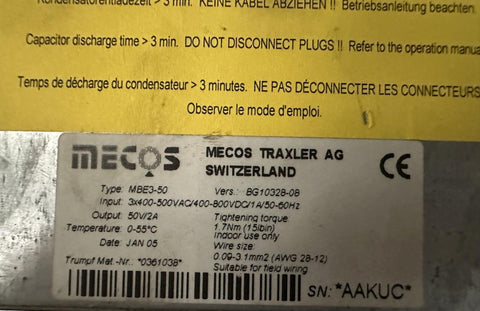 Kondensatorentladezeit > 3 min. KEINE KABEL ABZIEHEN !! Betriebsanleitung beachten.
Capacitor discharge time > 3 min. DO NOT DISCONNECT PLUGS !! Refer to the operation manua
Temps de décharge du condensateur > 3 minutes. NE PAS DÉCONNECTER LES CONNECTEURS
Observer le mode d'emploi.
mecos MECOS TRAXLER AG
SWITZERLAND
CE
Type: MBE3-50 Vers.: BG10328-08
Input: 3x400-500VAC/400-800VDC/1A/50-60Hz
Output: 50V/2A Tightening torque
Temperature: 0-55°C 1.7Nm (15lbin)
Indoor use only
Date: JAN 05 Wire size:
0.09-3.1mm2 (AWG 28-12)
Trumpf Mat.-Nr.: *0361038* Suitable for field wiring
SN: *AAKUC*